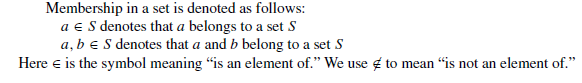 Membership in a set is denoted as follows:
a ∈ S denotes that a belongs to a set S
a, b ∈ S denotes that a and b belong to a set S
Here ∈ is the symbol meaning “is an element of.” We use ∉ to mean “is not an element of.”